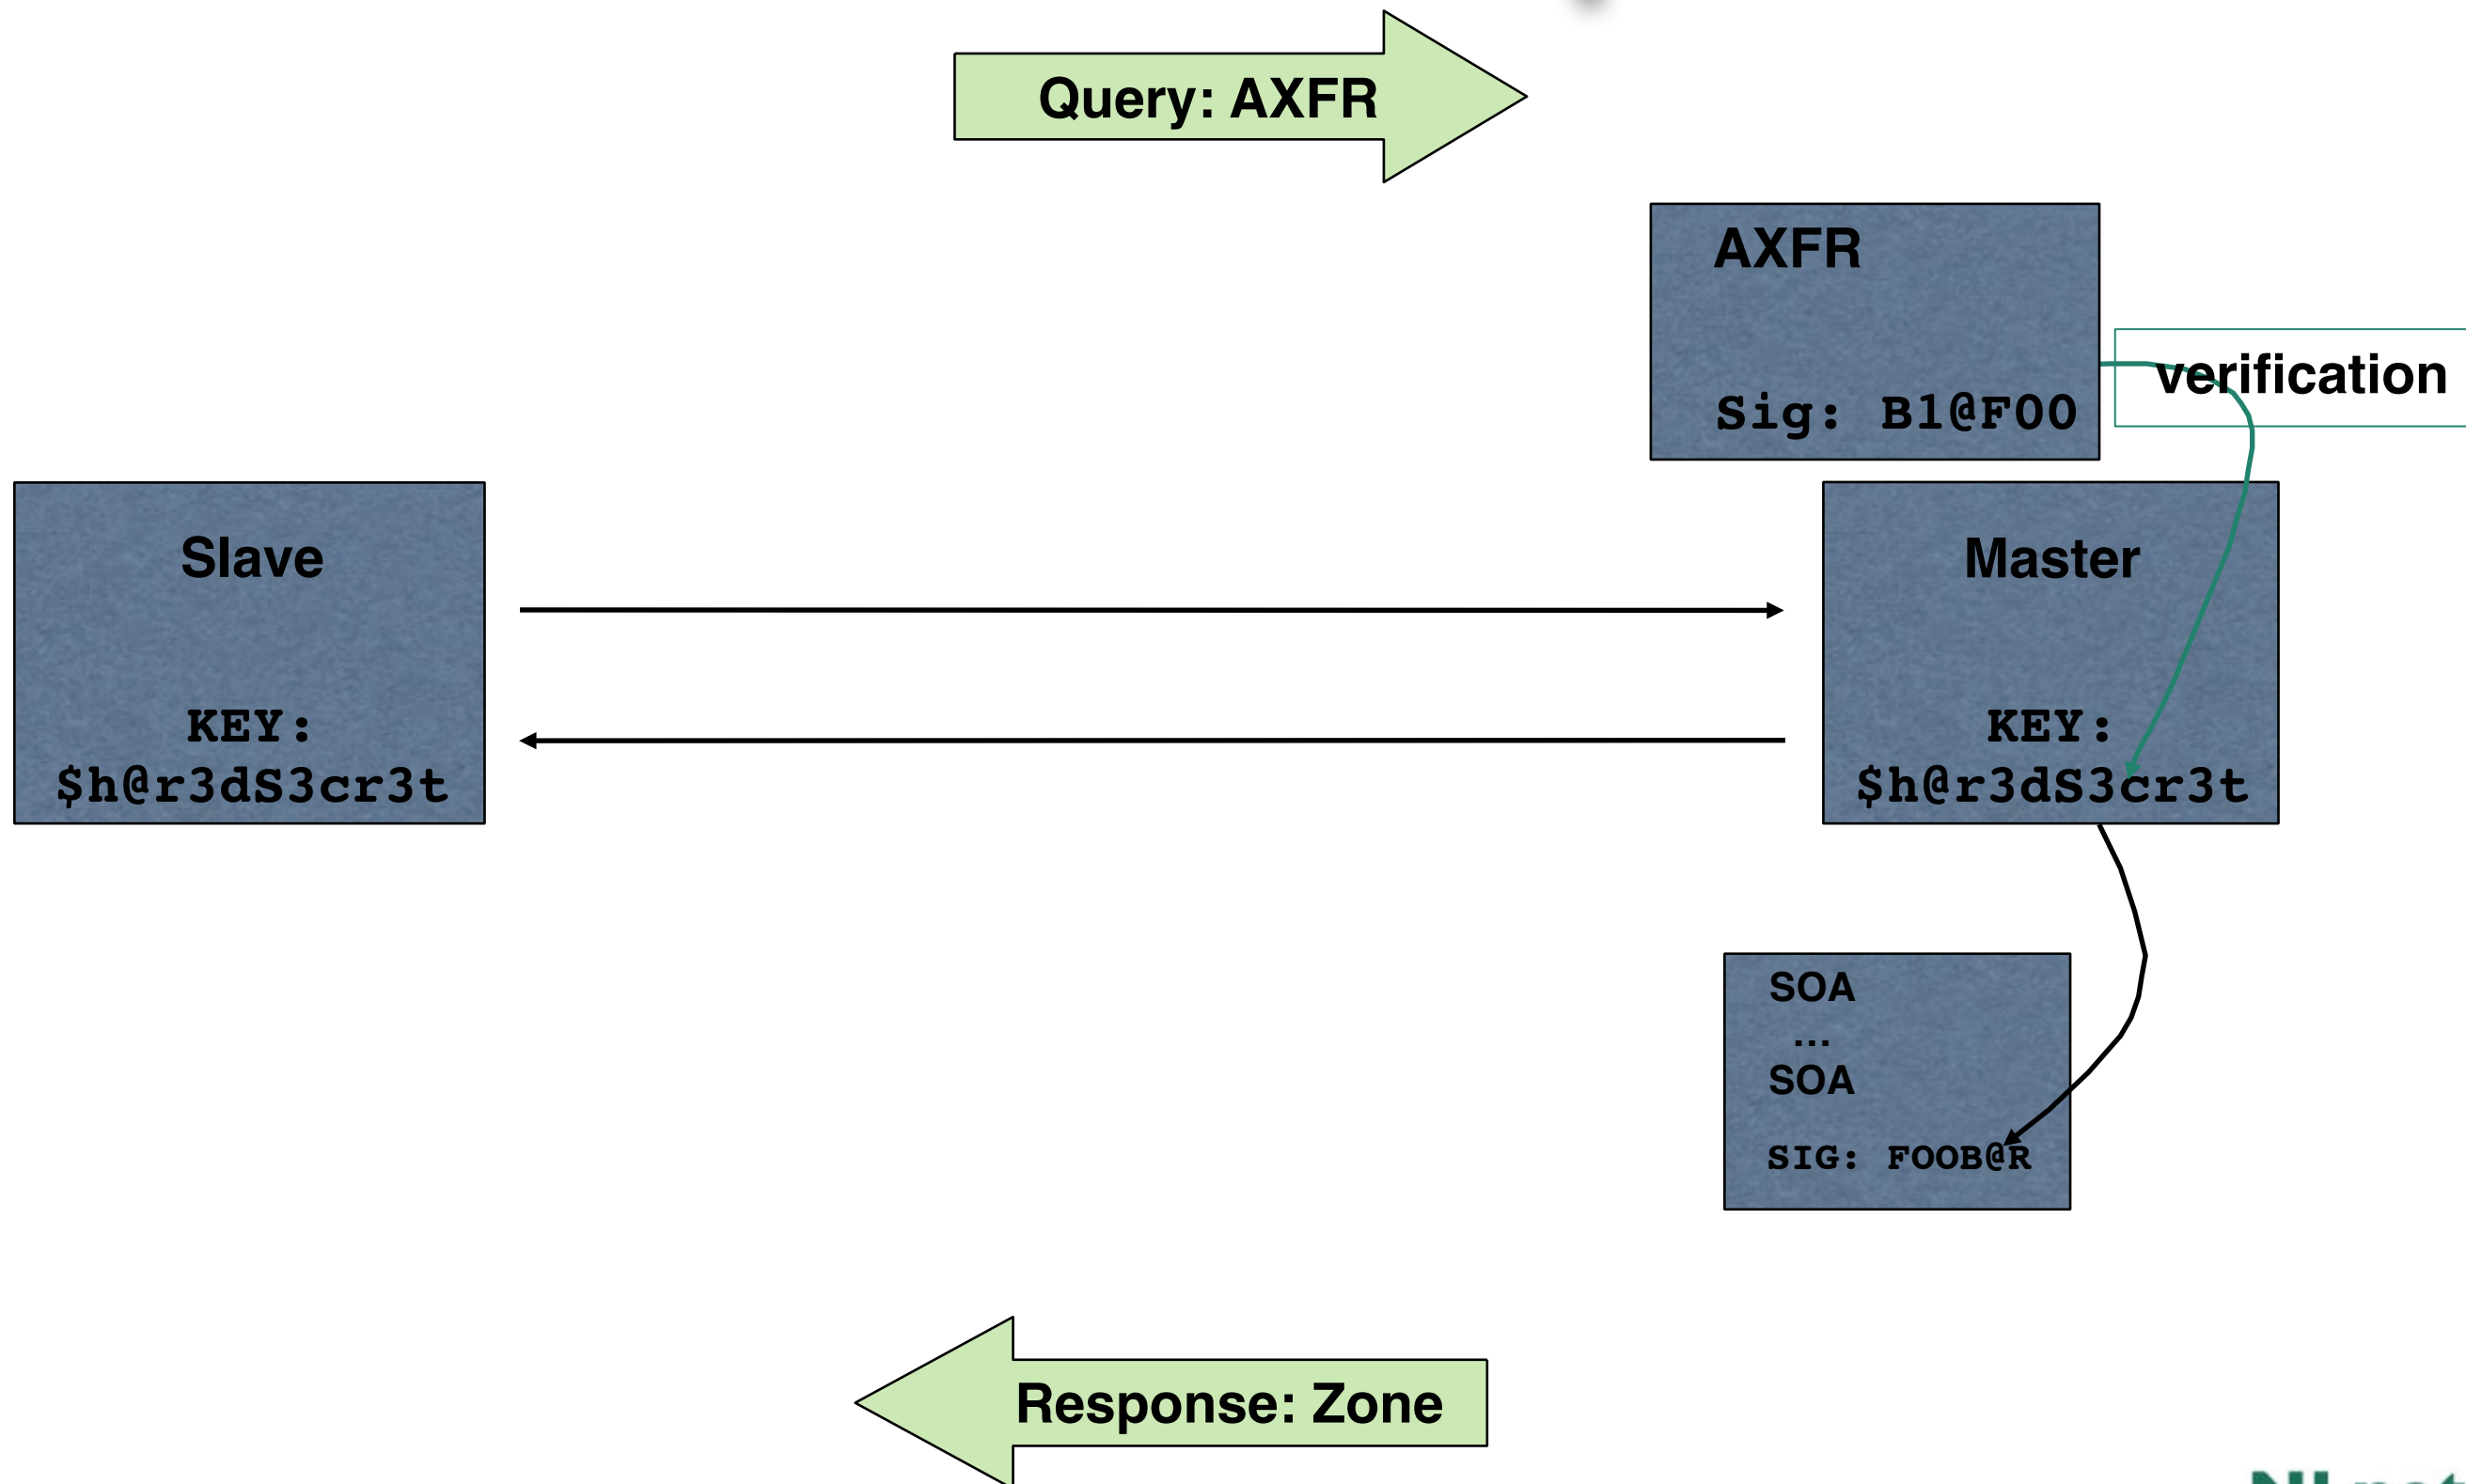 Query: AXFR
AXFR
verification
Sig: B1@F00
Slave
Master
KEY:
$h@r3dS3cr3t
KEY:
$h@r3dS3cr3t
SOA
...
SOA
SIG: FOOB@R
Response: Zone